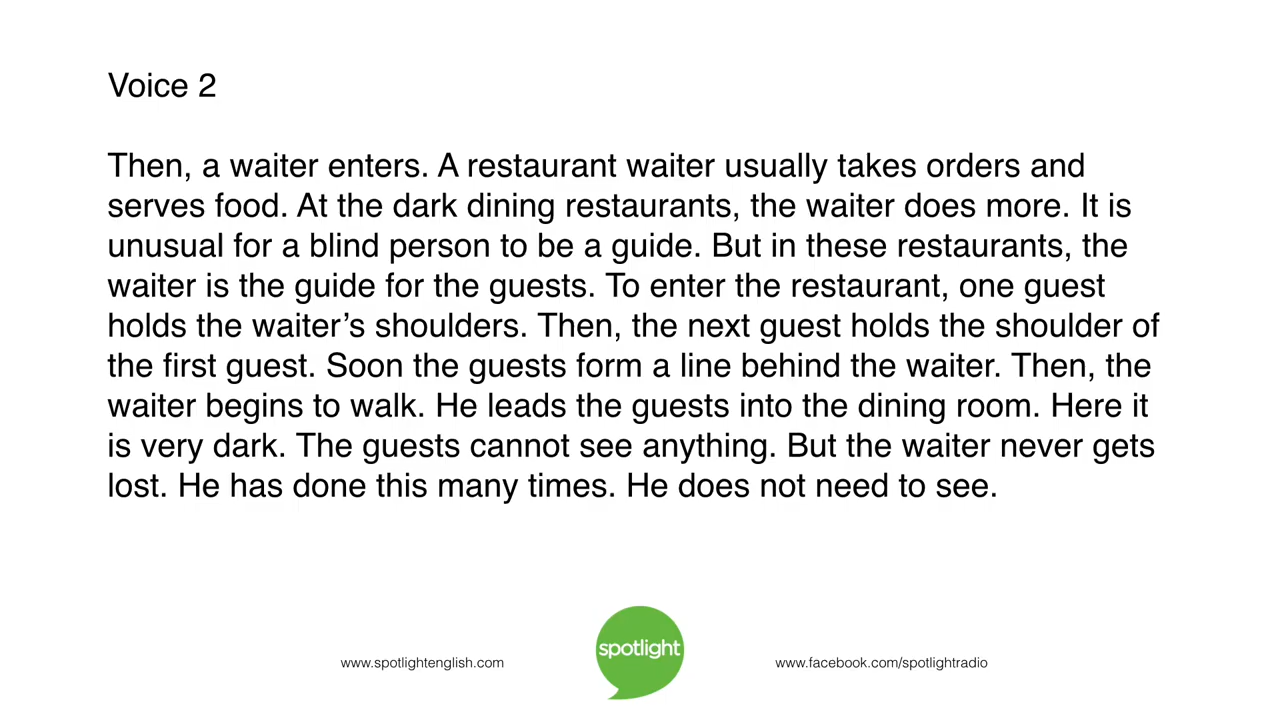 Voice 2
Then, a waiter enters. A restaurant waiter usually takes orders and
serves food. At the dark dining restaurants, the waiter does more. It is
unusual for a blind person to be a guide. But in these restaurants, the
waiter is the guide for the guests. To enter the restaurant, one guest
holds the waiter’s shoulders. Then, the next guest holds the shoulder of
the first guest. Soon the guests form a line behind the waiter. Then, the
waiter begins to walk. He leads the guests into the dining room. Here it
is very dark. The guests cannot see anything. But the waiter never gets
lost. He has done this many times. He does not need to see.
www.spotlightenglish.com
spotlight
www.facebook.com/spotlightradio